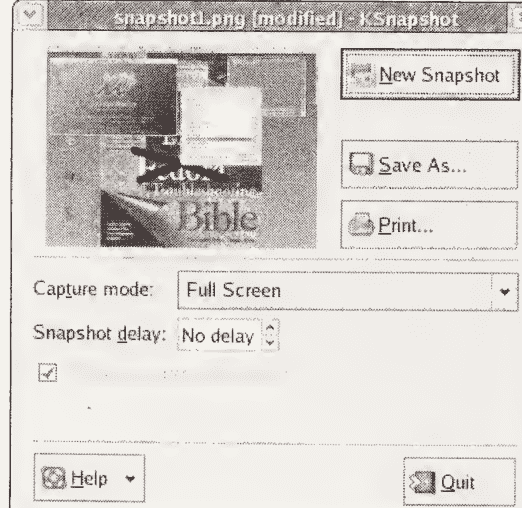 snapshot1.png [modified] - KSnapshot
New Snapshot
Save As...
Print...
Troubleshooting
Bible
Capture mode: Full Screen
Snapshot delay: No delay
Help
Quit